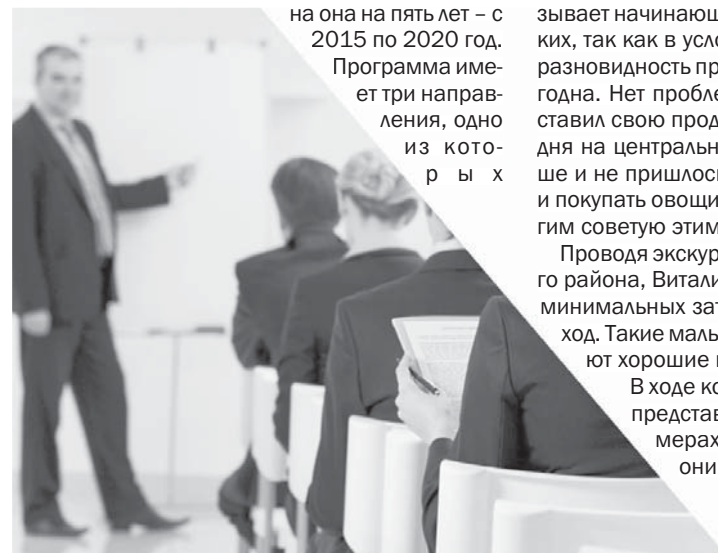 на она на пять лет – с
2015 по 2020 год.
Программа име-
ет три направ-
ления, одно
из кото-
рых
зывает начинающ
ких, так как в усло
разновидность пр
годна. Нет пробле
ставил свою прод
дня на центральн
ше и не пришлос
и покупать овощи
гим советую этим
Проводя экскур
го района, Витали
минимальных зат
ход. Такие мал
ют хорошие
В ходе ко
представ
мерах
они